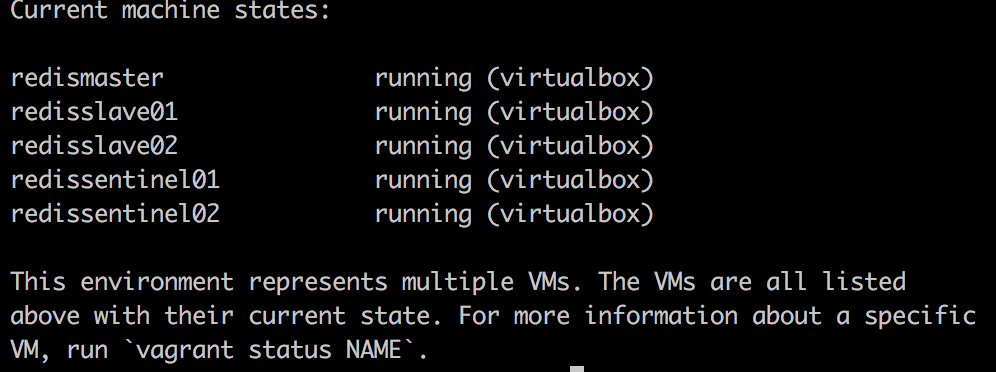 Current machine states:
redismaster running (virtualbox)
redisslave01 running (virtualbox)
redisslave02 running (virtualbox)
redissentinel01 running (virtualbox)
redissentinel02 running (virtualbox)
This environment represents multiple VMs. The VMs are all listed
above with their current state. For more information about a specific
VM, run `vagrant status NAME`.